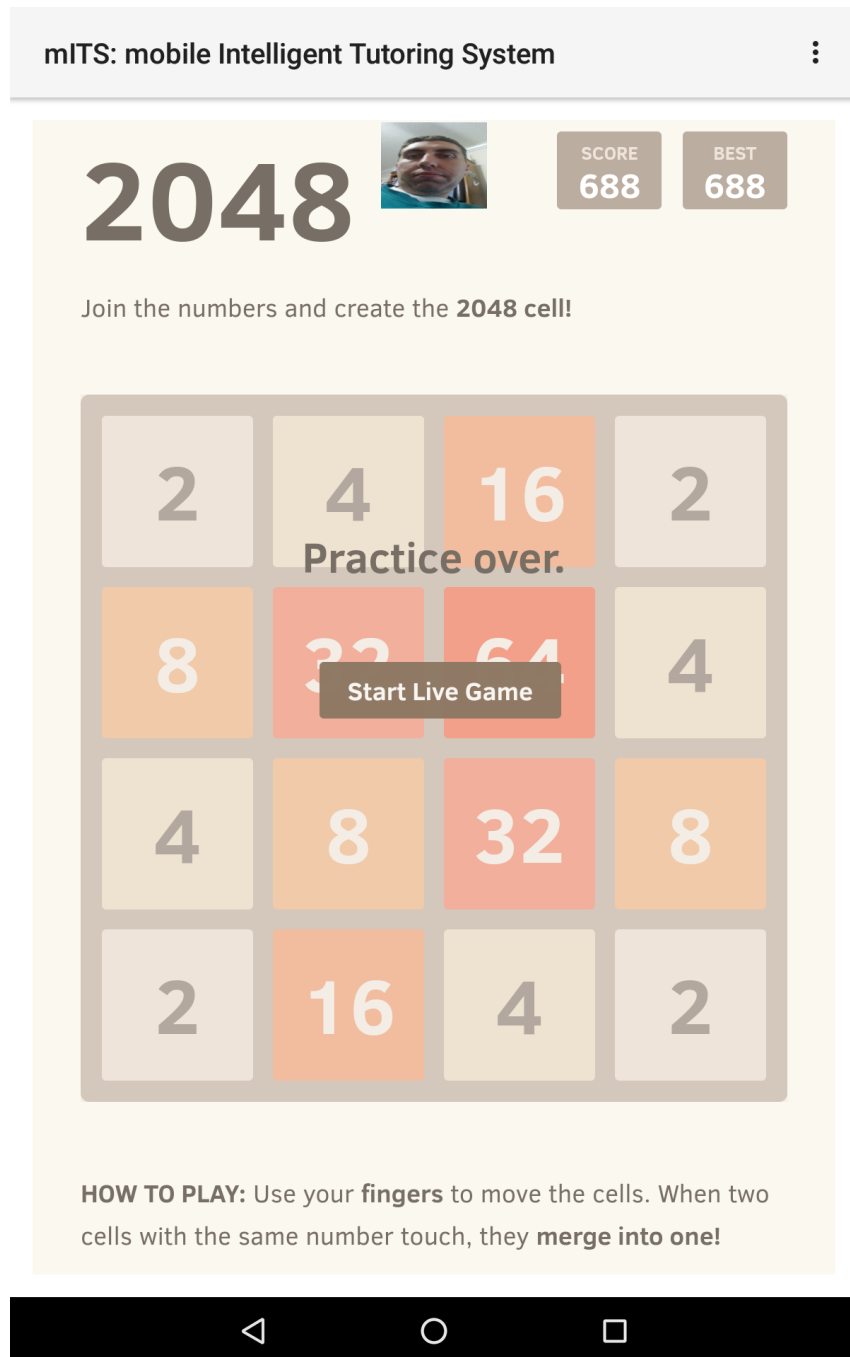 mITS: mobile Intelligent Tutoring System
2048
SCORE
688
BEST
688
Join the numbers and create the 2048 cell!
2 4 16 2
Practice over.
8 32 64 4
Start Live Game
4 8 32 8
2 16 4 2
HOW TO PLAY: Use your fingers to move the cells. When two
cells with the same number touch, they merge into one!